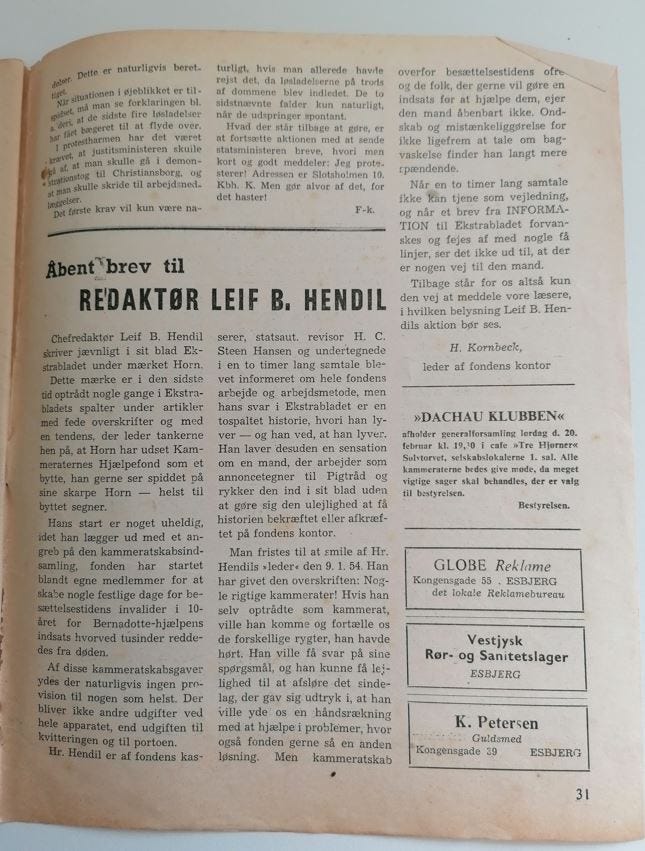 delser. Dette er naturligvis beret-
tiget.
Når situationen i øjeblikket er til-
spidset, må man se forklaringen bl.
a. deri, at de sidste fire løsladelser
har fået bægeret til at flyde over.
I protestharmen har det været
krævet, at justitsministeren skulle
gå af, at man skulle gå i demon-
strationstog til Christiansborg, og
at man skulle skride til arbejdsned-
læggelser.
Det første krav vil kun være na-
turligt, hvis man allerede havde
rejst det, da løsladelserne på trods
af dommene blev indledet. De to
sidstnævnte falder kun naturligt,
når de udspringer spontant.
Hvad der står tilbage at gøre, er
at fortsætte aktionen med at sende
statsministeren breve, hvori men
kort og godt meddeler: Jeg prote-
sterer! Adressen er Slotsholmen 10.
Kbh. K. Men gør alvor af det, for
det haster!
F-k.
Åbent brev til
REDAKTØR LEIF B. HENDIL
Chefredaktør Leif B. Hendil
skriver jævnligt i sit blad Ek-
strabladet under mærket Horn.
Dette mærke er i den sidste
tid optrådt nogle gange i Ekstra-
bladets spalter under artikler
med fede overskrifter og med
en tendens, der leder tankerne
hen på, at Horn har udset Kam-
meraternes Hjælpefond som et
bytte, han gerne ser spiddet på
sine skarpe Horn — helst til
byttet segner.
Hans start er noget uheldig,
idet han lægger ud med et an-
greb på den kammeratskabsind-
samling, fonden har startet
blandt egne medlemmer for at
skabe nogle festlige dage for be-
sættelsestidens invalider i 10-
året for Bernadotte-hjælpens
indsats hvorved tusinder redde-
des fra døden.
Af disse kammeratskabsgaver
ydes der naturligvis ingen pro-
vision til nogen som helst. Der
bliver ikke andre udgifter ved
hele apparatet, end udgiften til
kvitteringen og til portoen.
Hr. Hendil er af fondens kas-
serer, statsaut. revisor H. C.
Steen Hansen og undertegnede
i en to timer lang samtale ble-
vet informeret om hele fondens
arbejde og arbejdsmetode, men
hans svar i Ekstrabladet er en
tospaltet historie, hvori han ly-
ver — og han ved, at han lyver.
Han laver desuden en sensation
om en mand, der arbejder som
annoncetegner til Pigtråd og
rykker den ind i sit blad uden
at gøre sig den ulejlighed at få
historien bekræftet eller afkræf-
tet på fondens kontor.
Man fristes til at smile af Hr.
Hendils »leder« den 9. 1. 54. Han
har givet den overskriften: Nog-
le rigtige kammerater! Hvis han
selv optrådte som kammerat,
ville han komme og fortælle os
de forskellige rygter, han havde
hørt. Han ville få svar på sine
spørgsmål, og han kunne få lej-
lighed til at afsløre det sinde-
lag, der gav sig udtryk i, at han
ville yde os en håndsrækning
med at hjælpe i problemer, hvor
også fonden gerne så en anden
løsning. Men kammeratskab
overfor besættelsestidens ofre
og de folk, der gerne vil gøre en
indsats for at hjælpe dem, ejer
den mand åbenbart ikke. Ond-
skab og mistænkeliggørelse for
ikke ligefrem at tale om bag-
vaskelse finder han langt mere
spændende.
Når en to timer lang samtale
ikke kan tjene som vejledning,
og når et brev fra INFORMA-
TION til Ekstrabladet forvan-
skes og fejes af med nogle få
linjer, ser det ikke ud til, at der
er nogen vej til den mand.
Tilbage står for os altså kun
den vej at meddele vore læsere,
i hvilken belysning Leif B. Hen-
dils aktion bør ses.
H. Kornbeck,
leder af fondens kontor
»DACHAU KLUBBEN«
afholder generalforsamling lørdag d. 20.
februar kl. 19,30 i cafe »Tre Hjørner«
Sølvtorvet, selskabslokalerne 1. sal. Alle
kammeraterne bedes give møde, da meget
vigtige sager skal behandles, der er valg
til bestyrelsen.
Bestyrelsen.
GLOBE Reklame
Kongensgade 55 . ESBJERG
det lokale Reklamebureau
Vestjysk
Rør- og Sanitetslager
ESBJERG
K. Petersen
Guldsmed
Kongensgade 39 ESBJERG
31